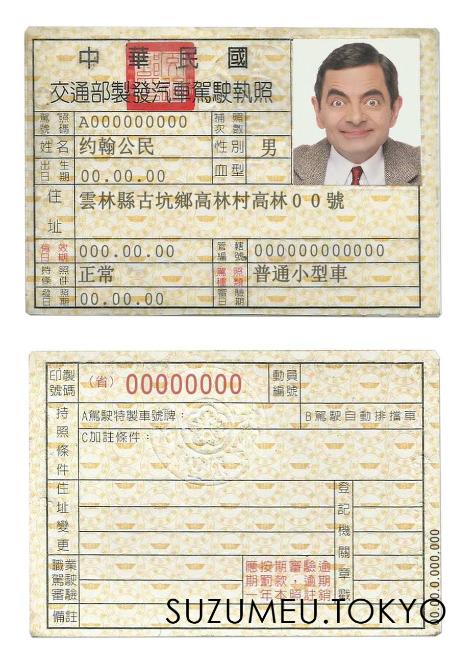 中華民國
交通部製發汽車駕駛執照
駕照號碼 A000000000 補照次數
姓名 约翰公民 性別 男
出生日期 00.00.00 血型
住址 雲林縣古坑鄉高林村高林00號
有效日期 000.00.00 管轄編號 000000000000
持照條件 正常 駕照種類 普通小型車
發照日期 00.00.00 審驗日期
印製號碼 (省) 00000000 動員編號
持照條件 A駕駛特製車號牌： B駕駛自動排擋車
C加註條件：
住址變更 登記機關章戳
職業駕駛審驗 應按期審驗逾
期罰款，逾期
一年本照註銷
備註
SUZUMEU.TOKYO